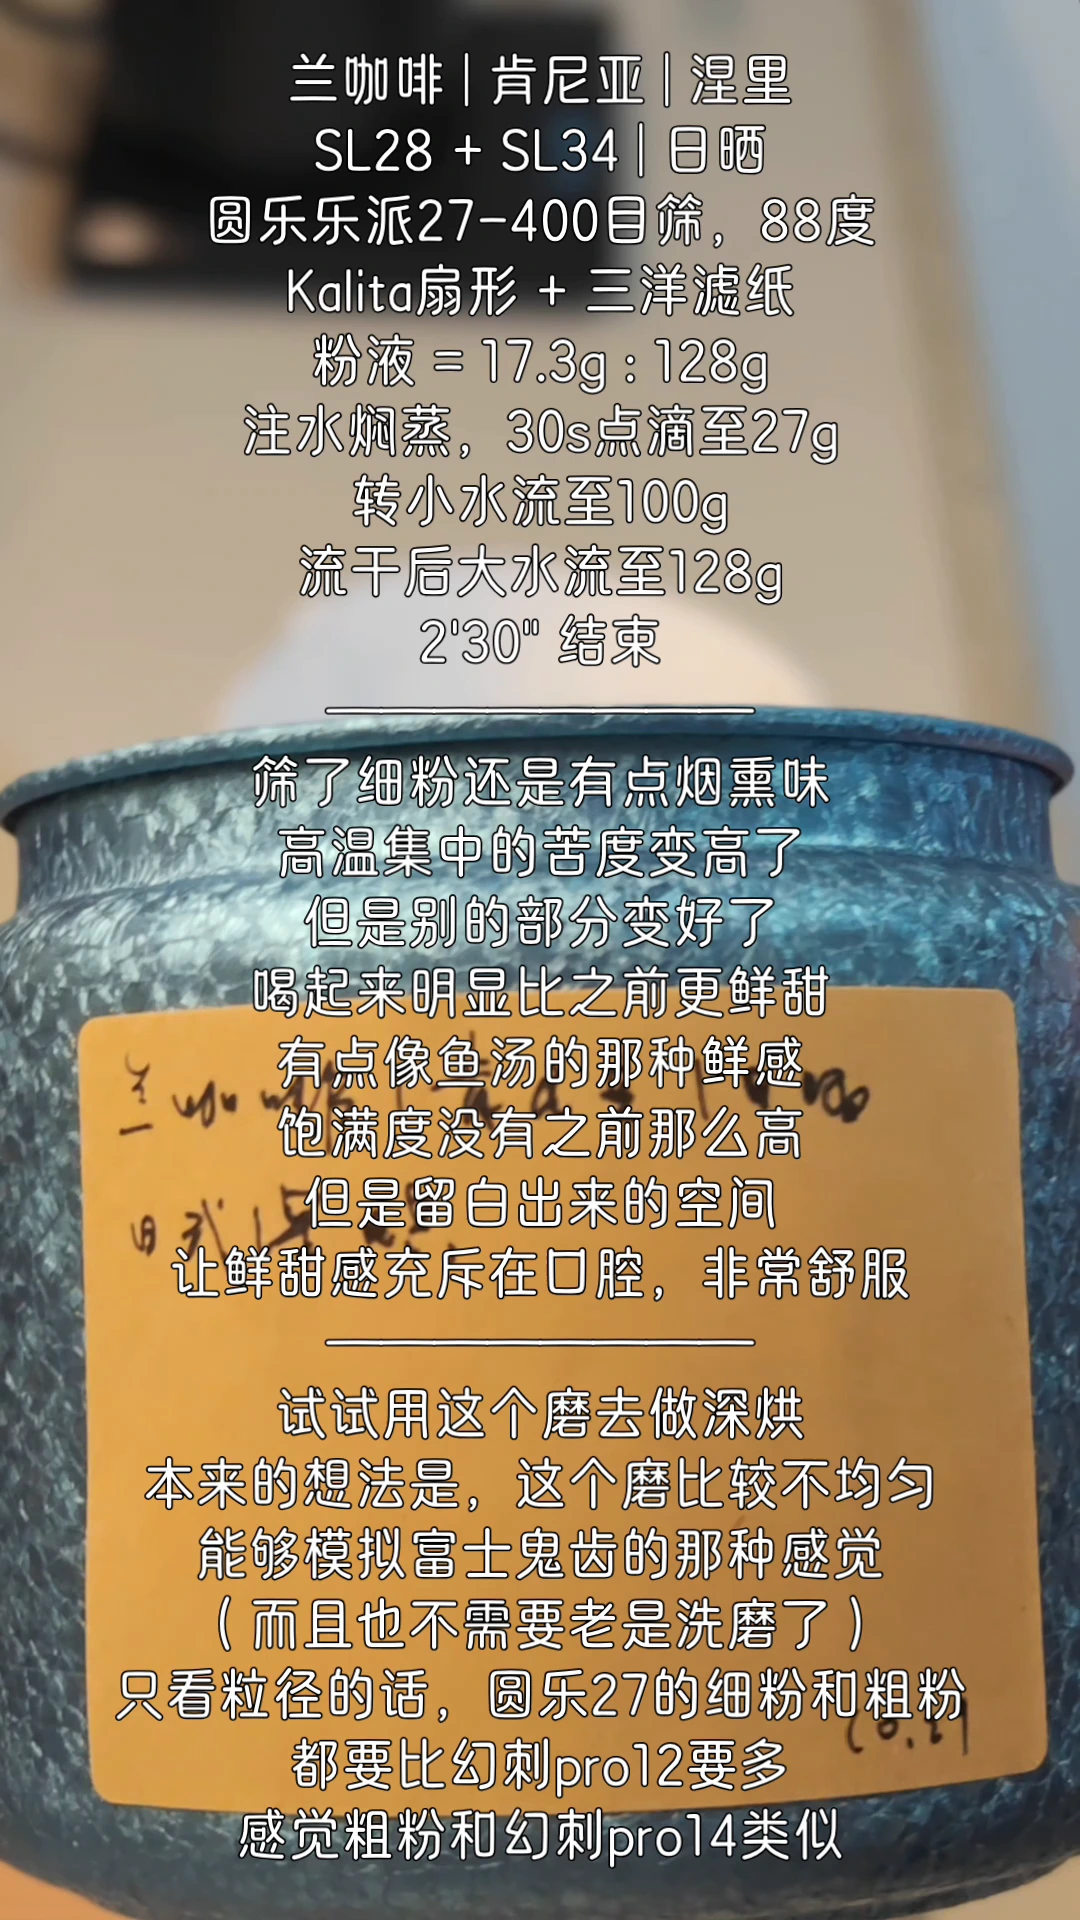 兰咖啡 | 肯尼亚 | 涅里
SL28 + SL34 | 日晒
圆乐乐派27-400目筛，88度
Kalita扇形 + 三洋滤纸
粉液 = 17.3g : 128g
注水焖蒸，30s点滴至27g
转小水流至100g
流干后大水流至128g
2'30" 结束
筛了细粉还是有点烟熏味
高温集中的苦度变高了
但是别的部分变好了
喝起来明显比之前更鲜甜
有点像鱼汤的那种鲜感
饱满度没有之前那么高
但是留白出来的空间
让鲜甜感充斥在口腔，非常舒服
试试用这个磨去做深烘
本来的想法是，这个磨比较不均匀
能够模拟富士鬼齿的那种感觉
（而且也不需要老是洗磨了）
只看粒径的话，圆乐27的细粉和粗粉
都要比幻刺pro12要多
感觉粗粉和幻刺pro14类似
兰咖啡
10.31